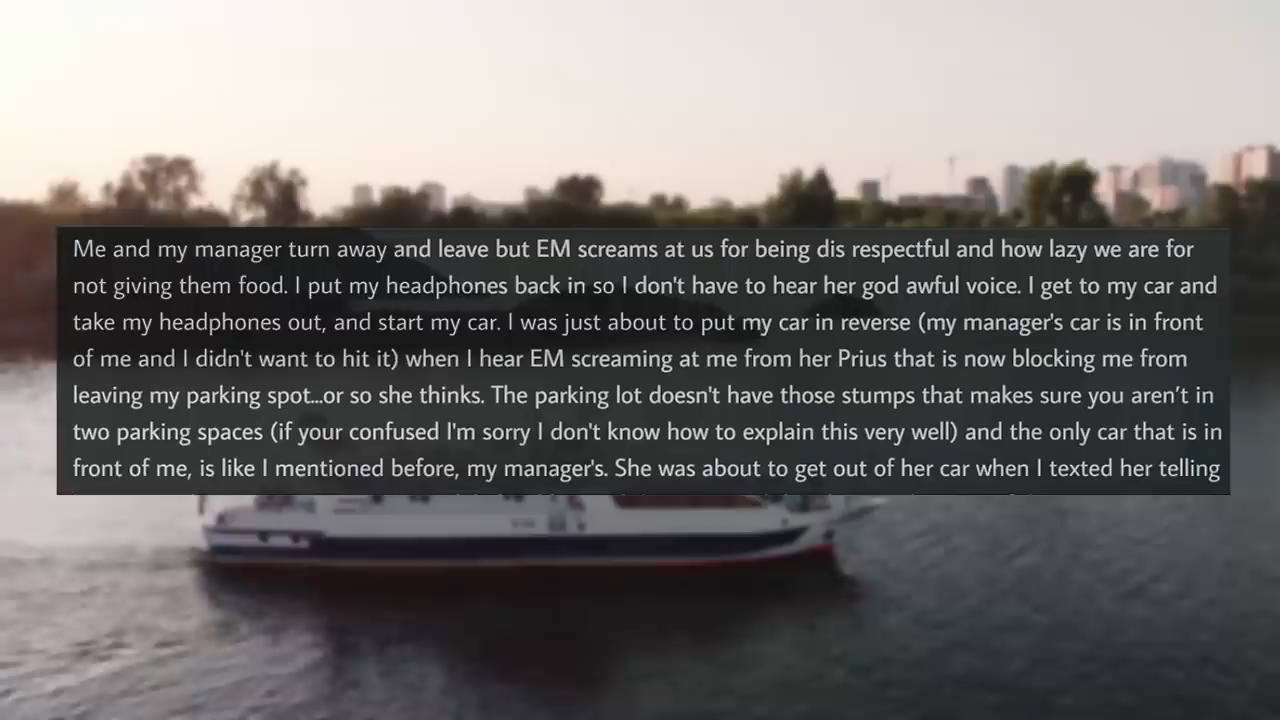 Me and my manager turn away and leave but EM screams at us for being dis respectful and how lazy we are for
not giving them food. I put my headphones back in so I don't have to hear her god awful voice. I get to my car and
take my headphones out, and start my car. I was just about to put my car in reverse (my manager's car is in front
of me and I didn't want to hit it) when I hear EM screaming at me from her Prius that is now blocking me from
leaving my parking spot...or so she thinks. The parking lot doesn't have those stumps that makes sure you aren’t in
two parking spaces (if your confused I'm sorry I don't know how to explain this very well) and the only car that is in
front of me, is like I mentioned before, my manager's. She was about to get out of her car when I texted her telling